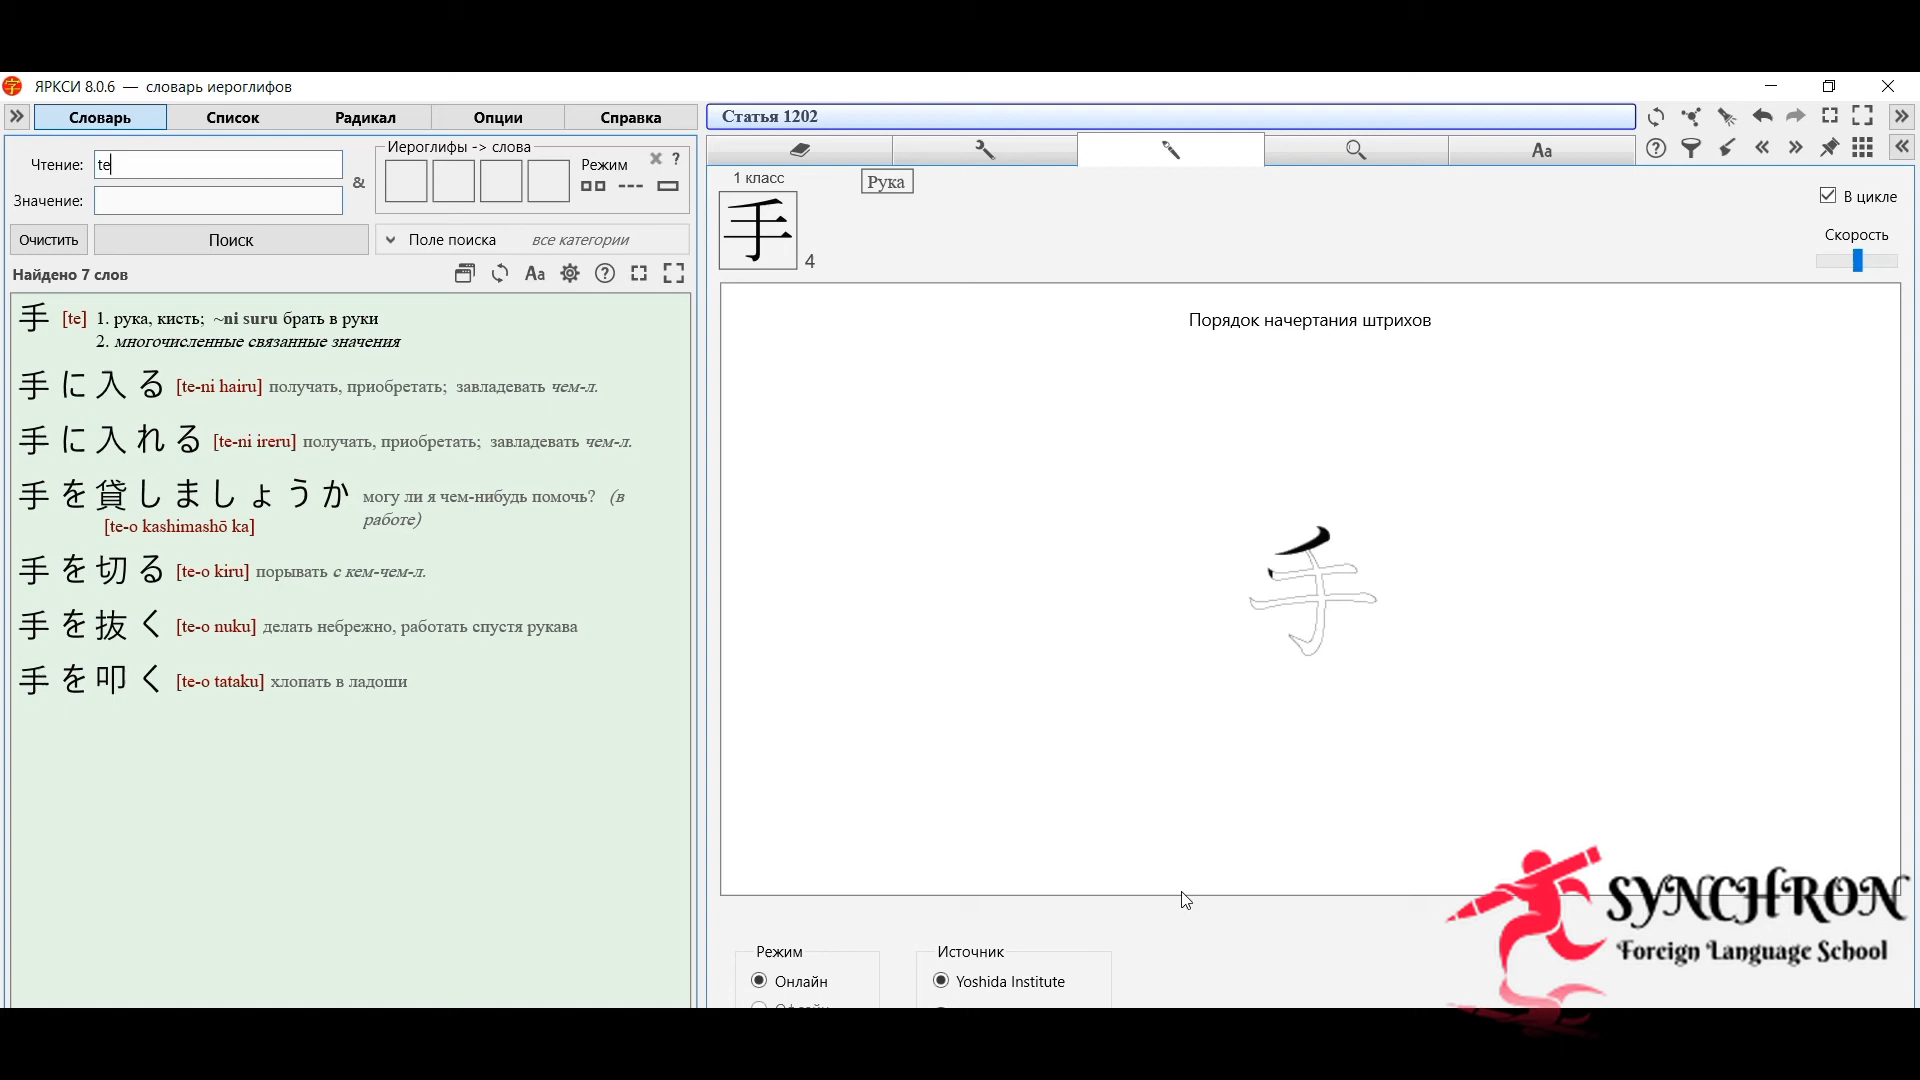 ЯРКСИ 8.0.6 — словарь иероглифов
Словарь Список Радикал Опции Справка
Чтение: te
Значение:
&
Иероглифы -> слова
Режим
Очистить Поиск
Поле поиска все категории
Найдено 7 слов
手 [te] 1. рука, кисть; ~ni suru брать в руки
2. многочисленные связанные значения
手に入る [te-ni hairu] получать, приобретать; завладевать чем-л.
手に入れる [te-ni ireru] получать, приобретать; завладевать чем-л.
手を貸しましょうか могу ли я чем-нибудь помочь? (в
работе)
[te-o kashimashō ka]
手を切る [te-o kiru] порывать с кем-чем-л.
手を抜く [te-o nuku] делать небрежно, работать спустя рукава
手を叩く [te-o tataku] хлопать в ладоши
Статья 1202
Aa
1 класс
手
4
Рука
В цикле
Скорость
Порядок начертания штрихов
手
Режим
Онлайн
Источник
Yoshida Institute
SYNCHRON
Foreign Language School